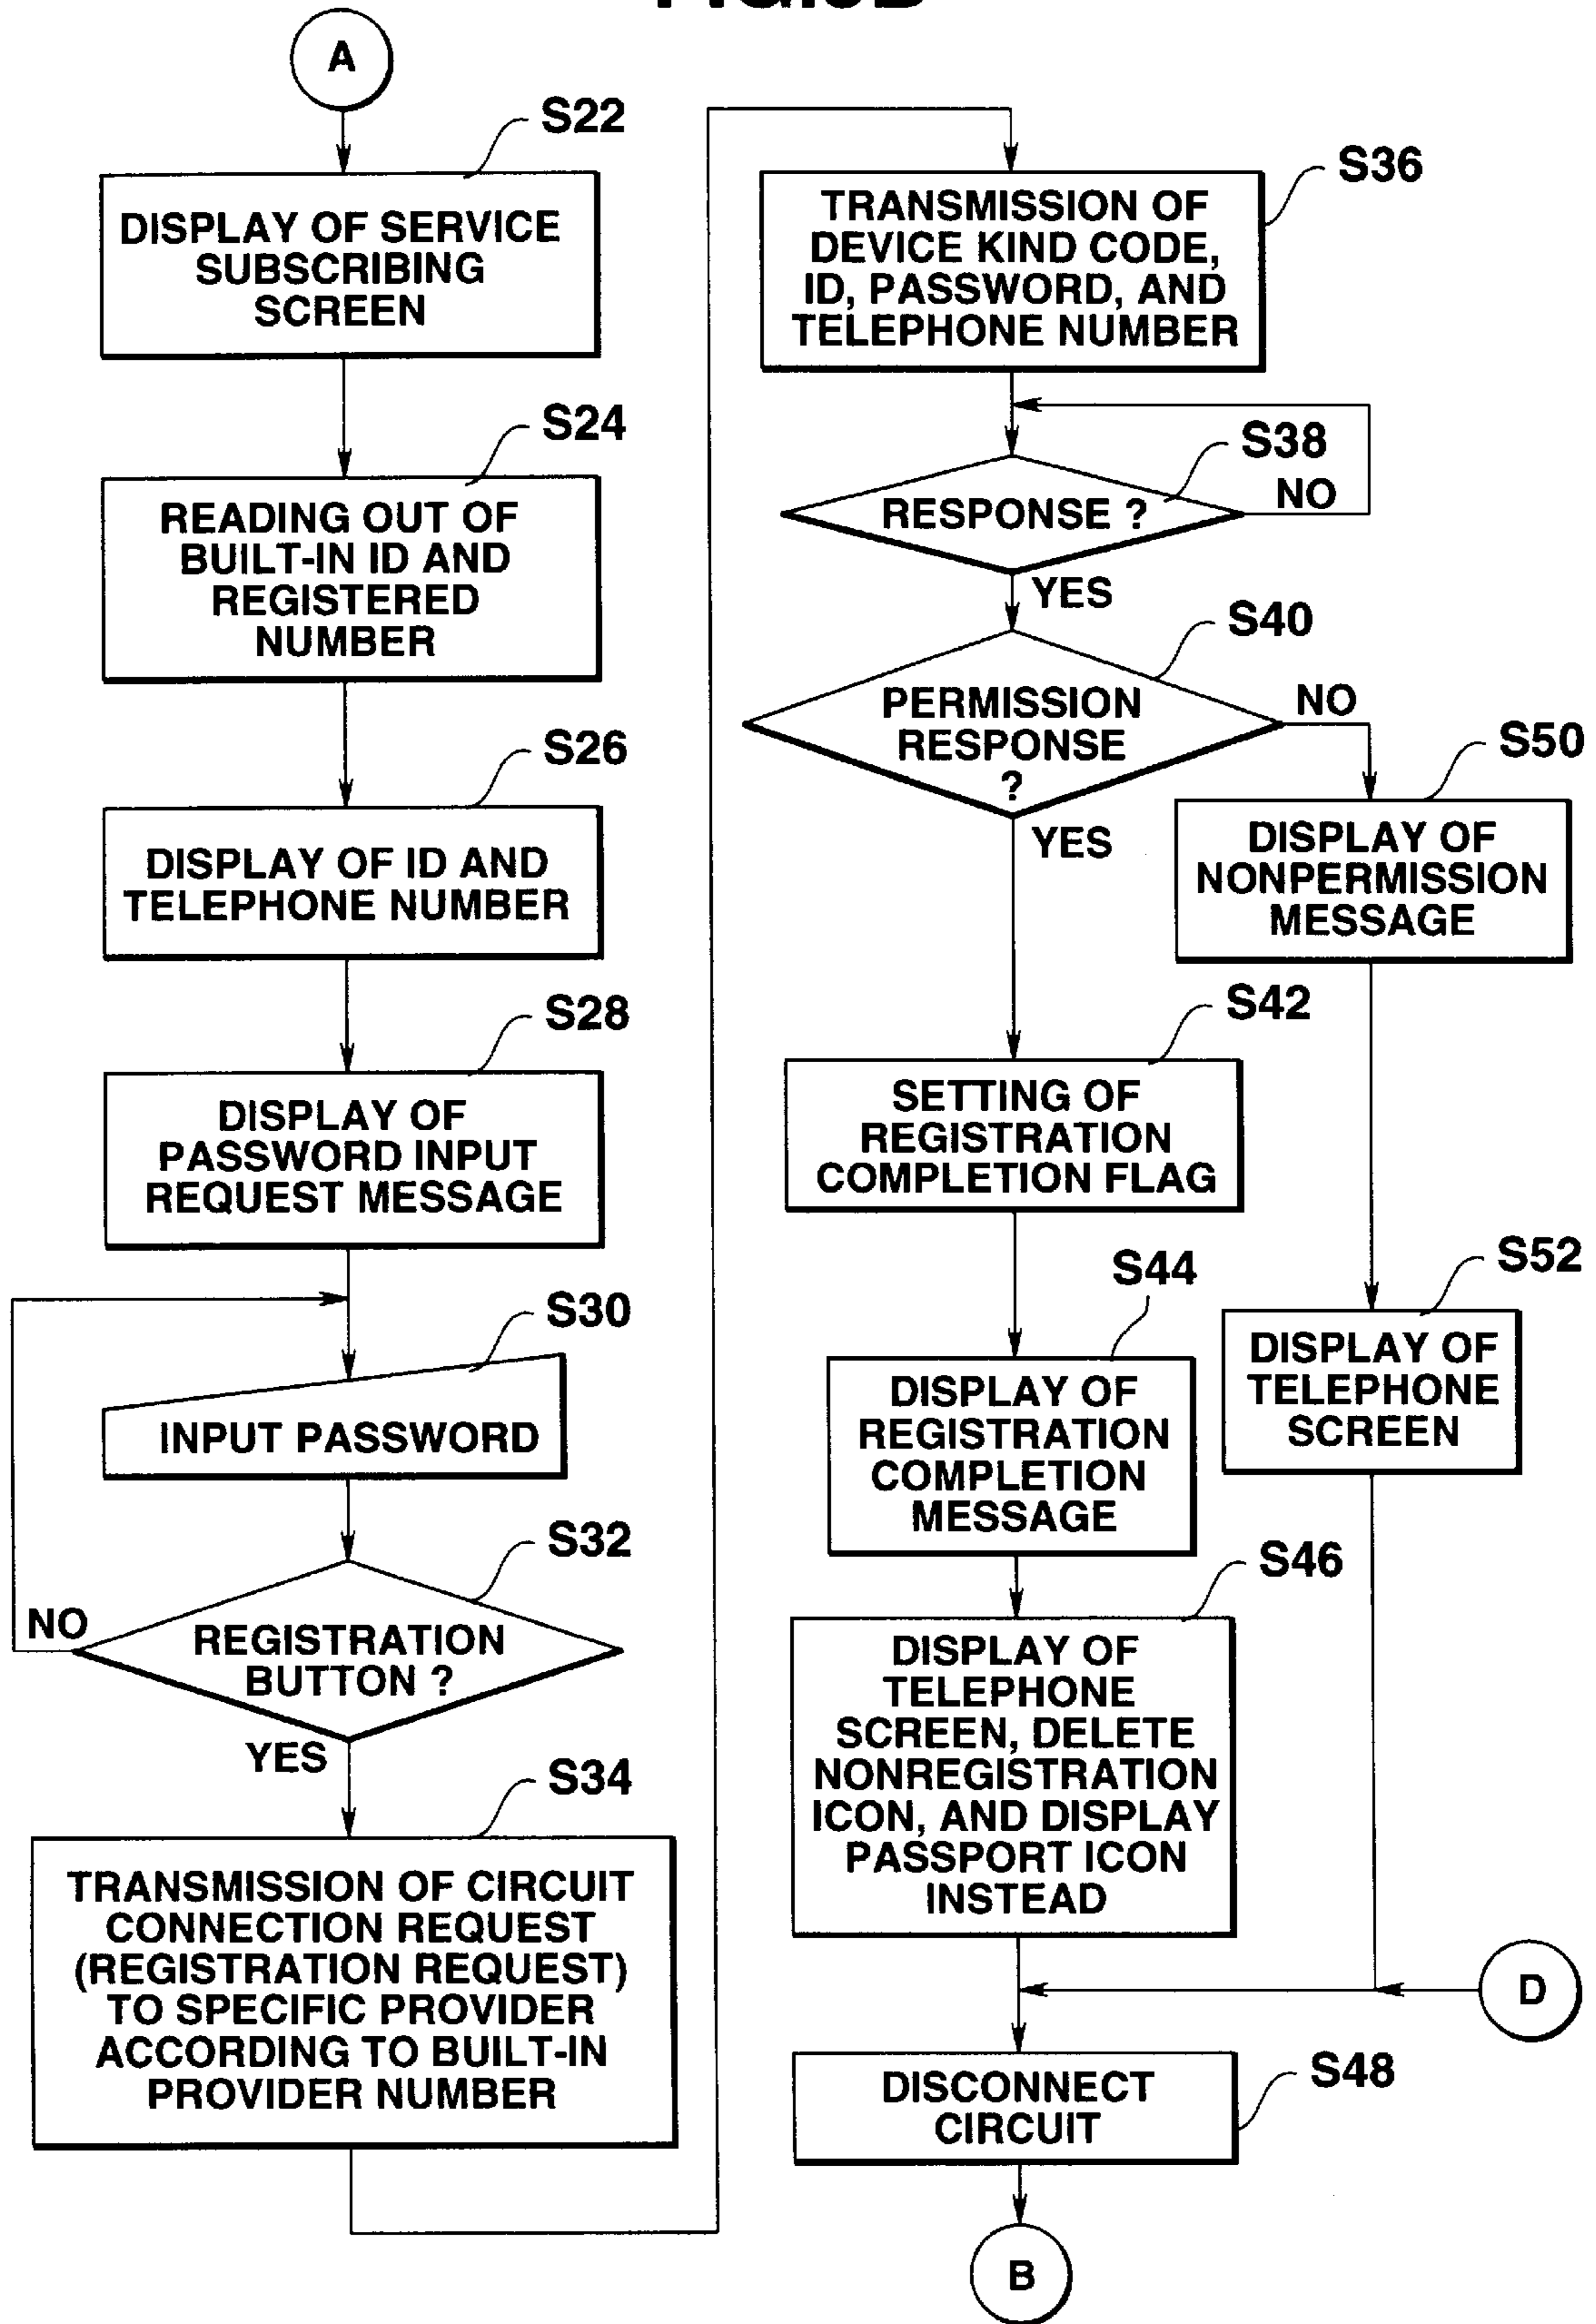 A
S22
DISPLAY OF SERVICE
SUBSCRIBING
SCREEN
S24
READING OUT OF
BUILT-IN ID AND
REGISTERED
NUMBER
S26
DISPLAY OF ID AND
TELEPHONE NUMBER
S28
DISPLAY OF
PASSWORD INPUT
REQUEST MESSAGE
S30
INPUT PASSWORD
S32
NO
REGISTRATION
BUTTON ?
YES
S34
TRANSMISSION OF CIRCUIT
CONNECTION REQUEST
(REGISTRATION REQUEST)
TO SPECIFIC PROVIDER
ACCORDING TO BUILT-IN
PROVIDER NUMBER
S36
TRANSMISSION OF
DEVICE KIND CODE,
ID, PASSWORD, AND
TELEPHONE NUMBER
S38
RESPONSE ?
NO
YES
S40
PERMISSION
RESPONSE
?
NO
YES
S50
DISPLAY OF
NONPERMISSION
MESSAGE
S42
SETTING OF
REGISTRATION
COMPLETION FLAG
S44
DISPLAY OF
REGISTRATION
COMPLETION
MESSAGE
S52
DISPLAY OF
TELEPHONE
SCREEN
S46
DISPLAY OF
TELEPHONE
SCREEN, DELETE
NONREGISTRATION
ICON, AND DISPLAY
PASSPORT ICON
INSTEAD
D
S48
DISCONNECT
CIRCUIT
B